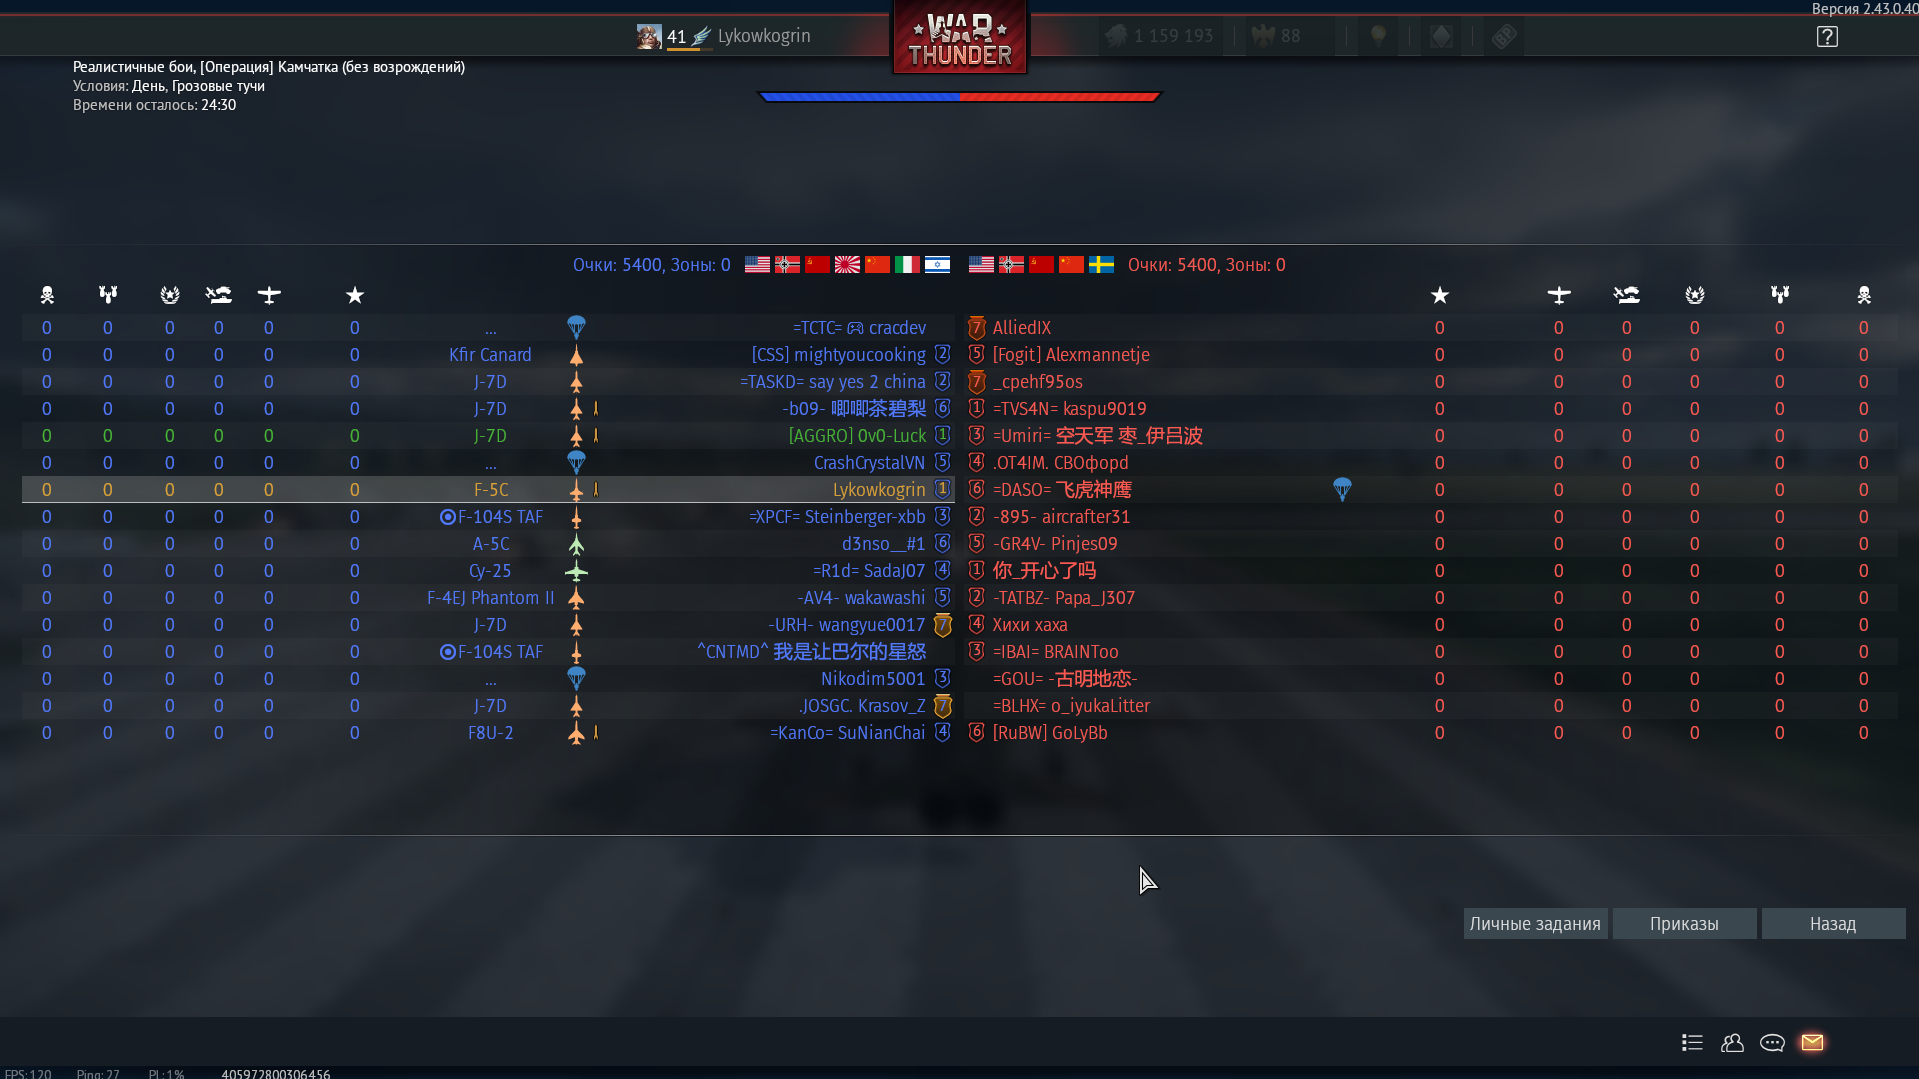 Версия 2.43.0.40
41 Lykowkogrin
WAR THUNDER
1 159 193
88
Реалистичные бои, [Операция] Камчатка (без возрождений)
Условия: День, Грозовые тучи
Времени осталось: 24:30
Очки: 5400, Зоны: 0
Очки: 5400, Зоны: 0
0 0 0 0 0 0 ... =TCTC= cracdev 7 AlliedIX 0 0 0 0 0 0
0 0 0 0 0 0 Kfir Canard [CSS] mightyoucooking 2 5 [Fogit] Alexmannetje 0 0 0 0 0 0
0 0 0 0 0 0 J-7D =TASKD= say yes 2 china 2 7 _cpehf95os 0 0 0 0 0 0
0 0 0 0 0 0 J-7D -b09- 唧唧茶碧梨 6 1 =TVS4N= kaspu9019 0 0 0 0 0 0
0 0 0 0 0 0 J-7D [AGGRO] 0v0-Luck 1 3 =Umiri= 空天军 枣_伊吕波 0 0 0 0 0 0
0 0 0 0 0 0 ... CrashCrystalVN 5 4 .OT4IM. СВОфорд 0 0 0 0 0 0
0 0 0 0 0 0 F-5C Lykowkogrin 1 6 =DASO= 飞虎神鹰 0 0 0 0 0 0
0 0 0 0 0 0 F-104S TAF =XPCF= Steinberger-xbb 3 2 -895- aircrafter31 0 0 0 0 0 0
0 0 0 0 0 0 A-5C d3nso__#1 6 5 -GR4V- Pinjes09 0 0 0 0 0 0
0 0 0 0 0 0 Су-25 =R1d= SadaJ07 4 1 你_开心了吗 0 0 0 0 0 0
0 0 0 0 0 0 F-4EJ Phantom II -AV4- wakawashi 5 2 -TATBZ- Papa_J307 0 0 0 0 0 0
0 0 0 0 0 0 J-7D -URH- wangyue0017 7 4 Хихи хаха 0 0 0 0 0 0
0 0 0 0 0 0 F-104S TAF ^CNTMD^ 我是让巴尔的星怒 3 =IBAI= BRAINToo 0 0 0 0 0 0
0 0 0 0 0 0 ... Nikodim5001 3 =GOU= -古明地恋- 0 0 0 0 0 0
0 0 0 0 0 0 J-7D .JOSGC. Krasov_Z 7 =BLHX= o_iyukaLitter 0 0 0 0 0 0
0 0 0 0 0 0 F8U-2 =KanCo= SuNianChai 4 6 [RuBW] GoLyBb 0 0 0 0 0 0
Личные задания Приказы Назад
FPS:120 Ping: 27 PL: 1% 405972800306456